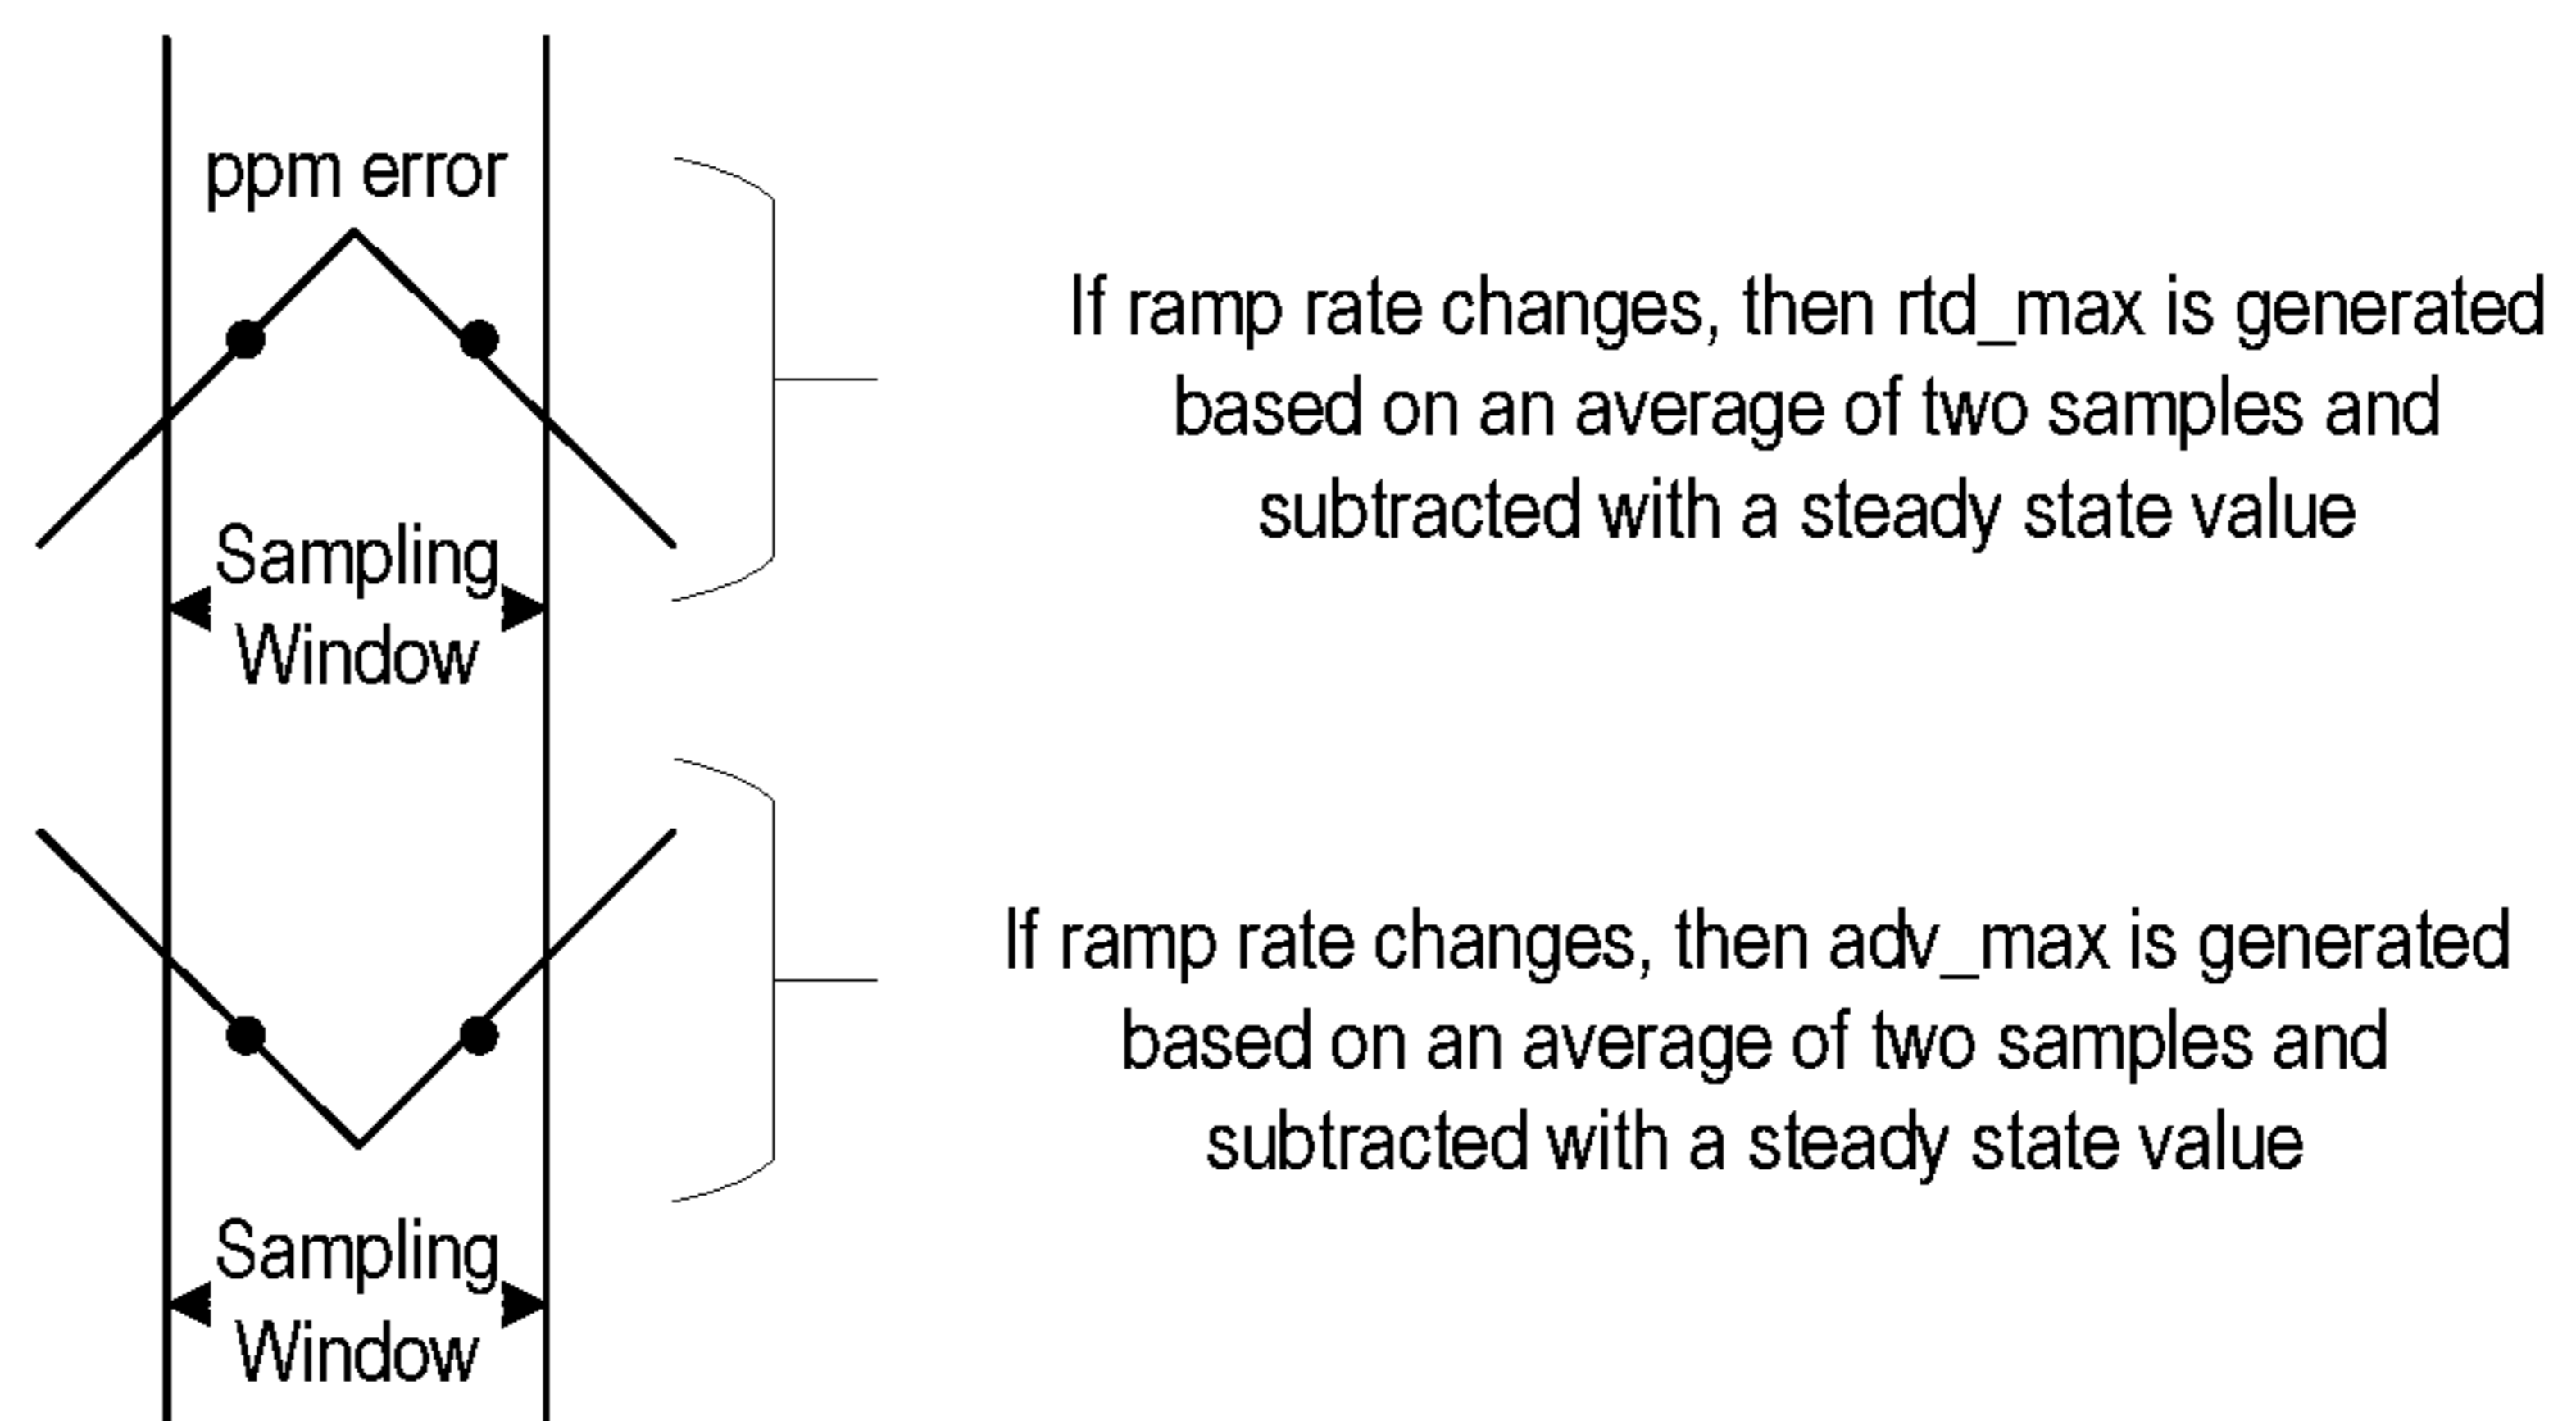 ppm error
If ramp rate changes, then rtd_max is generated
based on an average of two samples and
subtracted with a steady state value
Sampling
Window
If ramp rate changes, then adv_max is generated
based on an average of two samples and
subtracted with a steady state value
Sampling
Window